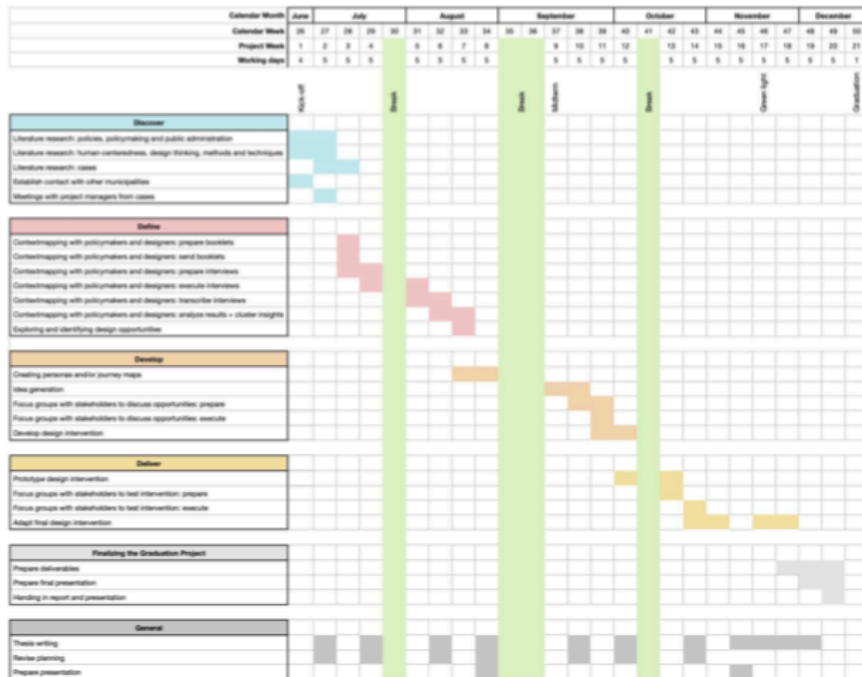 Calendar Month June July August September October November December
Calendar Week 26 27 28 29 30 31 32 33 34 35 36 37 38 39 40 41 42 43 44 45 46 47 48 49 50
Project Week 1 2 3 4 5 6 7 8 9 10 11 12 13 14 15 16 17 18 19 20 21
Working days 4 5 5 5 5 5 5 5 5 5 5 5 5 5 5 5 5 5 5 5 1
Kick-off Break Break Midterm Break Green light Graduation
Discover
Literature research: policies, policymaking and public administration
Literature research: human-centeredness, design thinking, methods and techniques
Literature research: cases
Establish contact with other municipalities
Meetings with project managers from cases
Define
Contextmapping with policymakers and designers: prepare booklets
Contextmapping with policymakers and designers: send booklets
Contextmapping with policymakers and designers: prepare interviews
Contextmapping with policymakers and designers: execute interviews
Contextmapping with policymakers and designers: transcribe interviews
Contextmapping with policymakers and designers: analyze results + cluster insights
Exploring and identifying design opportunities
Develop
Creating personas and/or journey maps
Idea generation
Focus groups with stakeholders to discuss opportunities: prepare
Focus groups with stakeholders to discuss opportunities: execute
Develop design intervention
Deliver
Prototype design intervention
Focus groups with stakeholders to test intervention: prepare
Focus groups with stakeholders to test intervention: execute
Adapt final design intervention
Finalizing the Graduation Project
Prepare deliverables
Prepare final presentation
Handing in report and presentation
General
Thesis writing
Revise planning
Prepare presentation